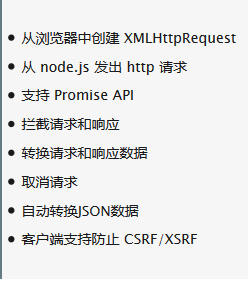 • 从浏览器中创建 XMLHttpRequest
• 从 node.js 发出 http 请求
• 支持 Promise API
• 拦截请求和响应
• 转换请求和响应数据
• 取消请求
• 自动转换JSON数据
• 客户端支持防止 CSRF/XSRF